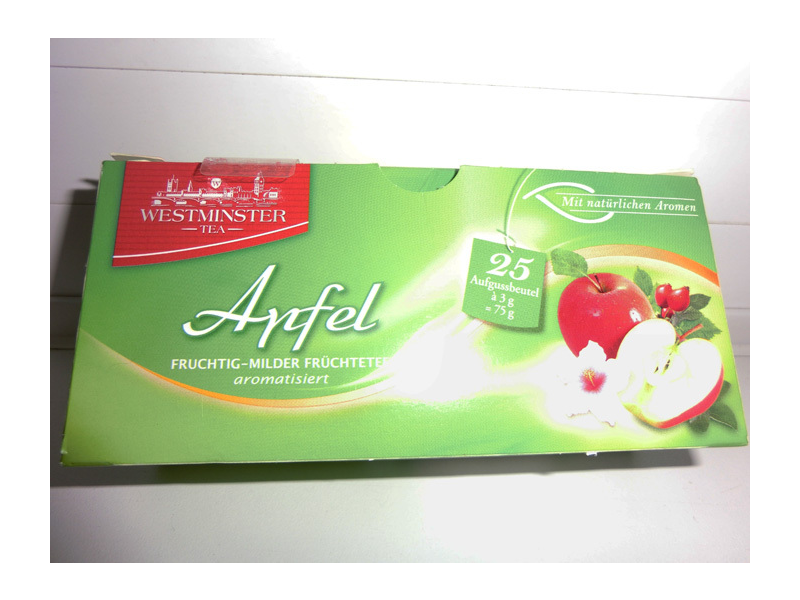 WESTMINSTER
TEA
Apfel
FRUCHTIG-MILDER FRÜCHTETEE
aromatisiert
25
Aufgussbeutel
à 3 g
= 75 g
Mit natürlichen Aromen